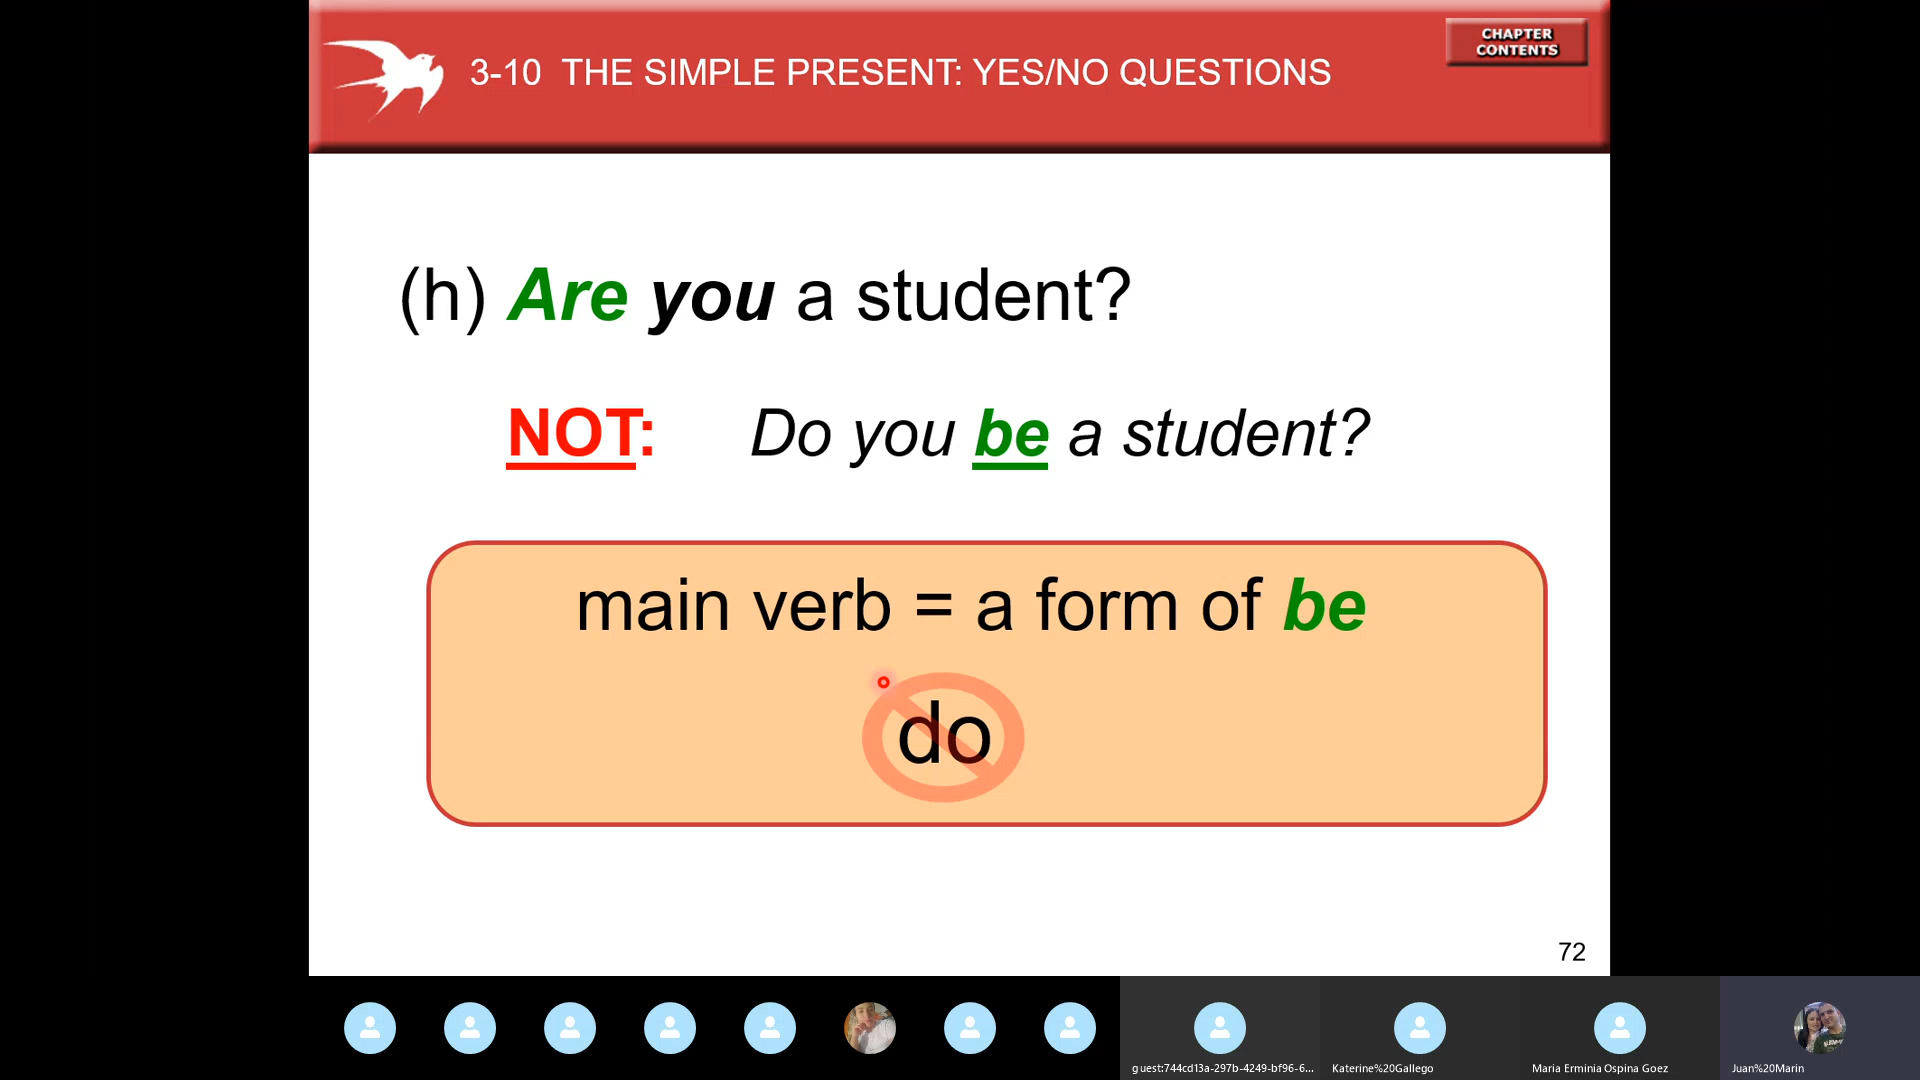 CHAPTER
CONTENTS
3-10 THE SIMPLE PRESENT: YES/NO QUESTIONS
(h) Are you a student?
NOT: Do you be a student?
main verb = a form of be
do
72
guest:744cd13a-297b-4249-bf96-6...
Katerine%20Gallego
Maria Erminia Ospina Goez
Juan%20Marin